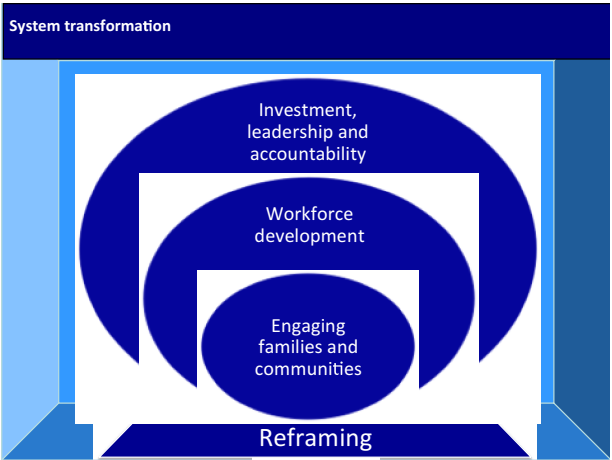 System transformation
Investment,
leadership and
accountability
Workforce
development
Engaging
families and
communities
Reframing